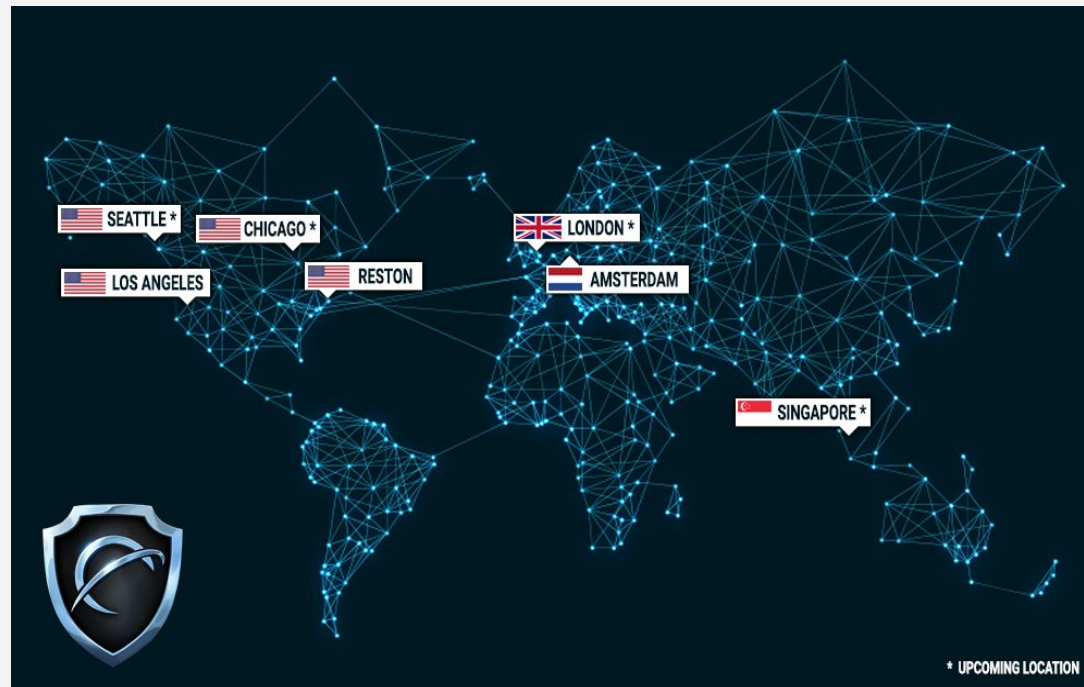 SEATTLE *
CHICAGO *
LONDON *
LOS ANGELES
RESTON
AMSTERDAM
SINGAPORE *
* UPCOMING LOCATION